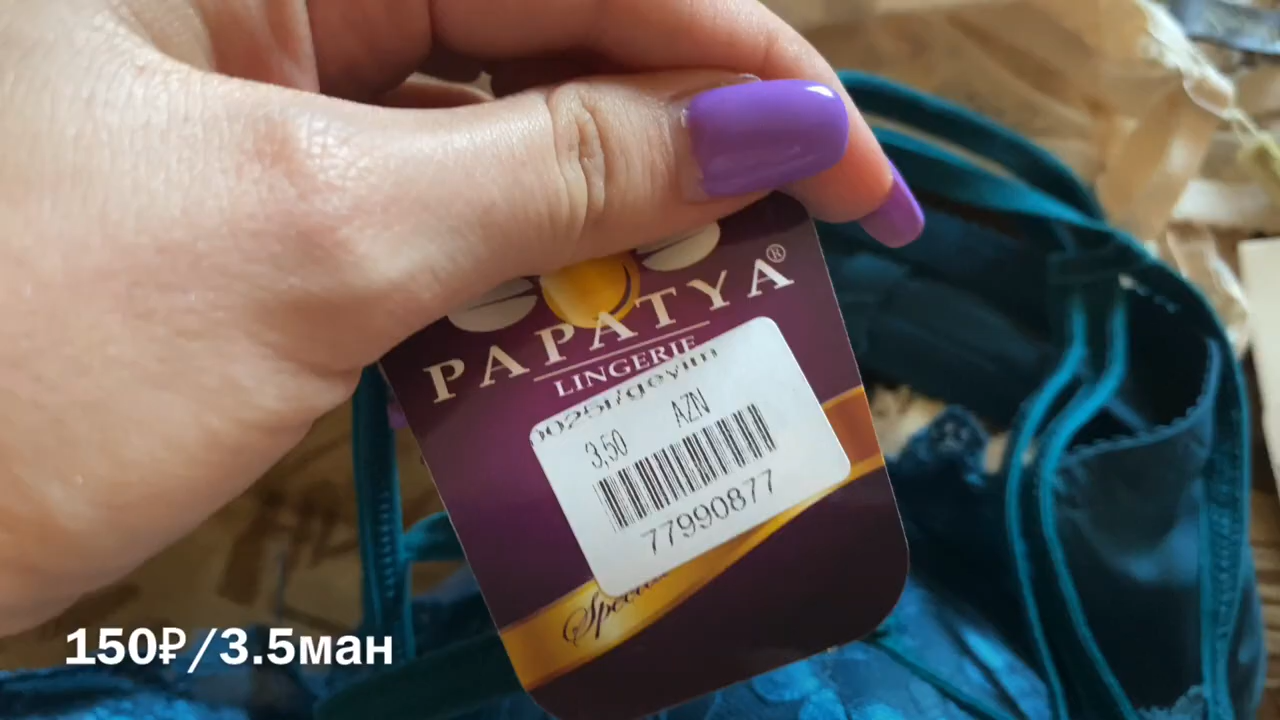 PAPATYA®
LINGERIE
3,50 AZN
77990877
150₽/3.5ман